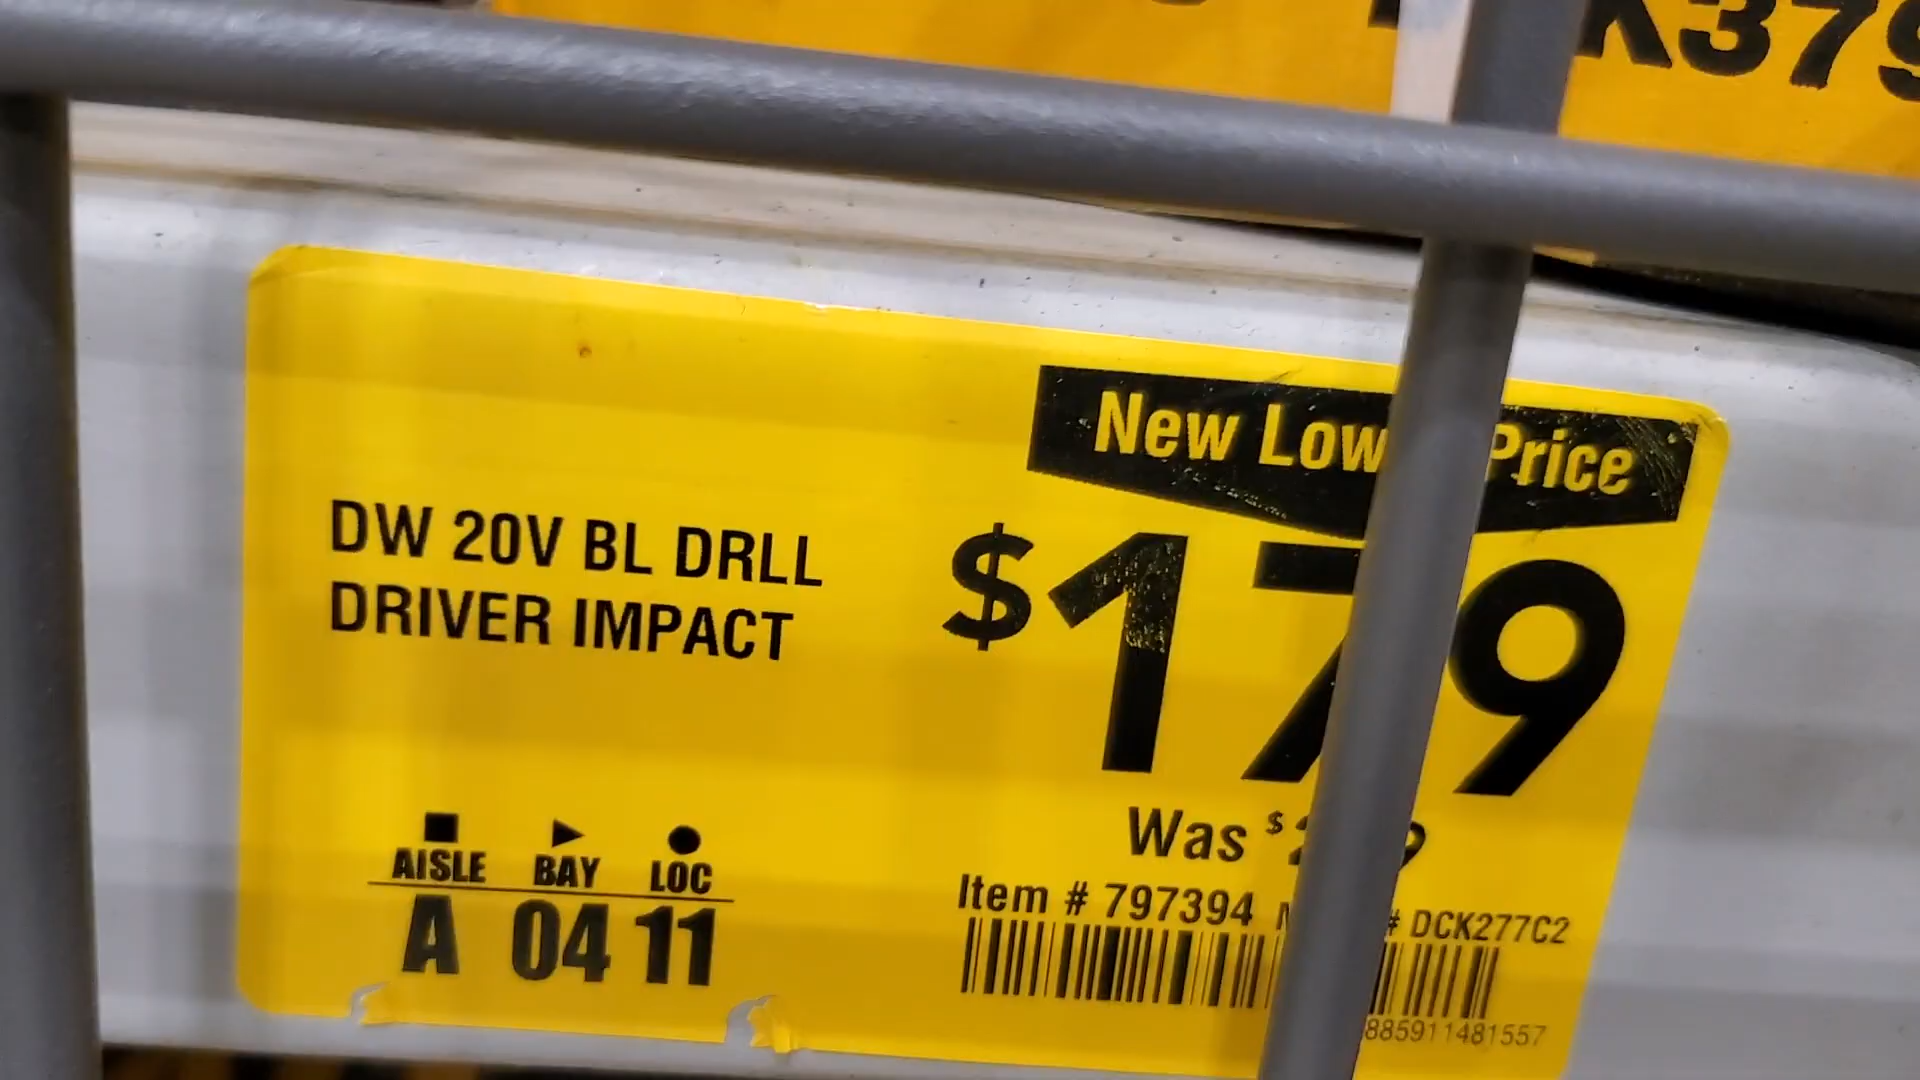 K379
New Low Price
DW 20V BL DRLL
DRIVER IMPACT
$179
Was $
AISLE BAY LOC
A 04 11
Item # 797394 # DCK277C2
885911481557